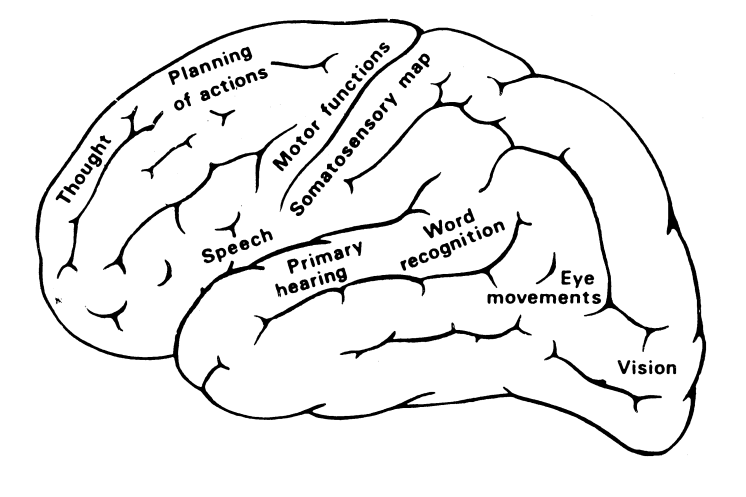 Planning
of actions
Thought
Motor functions
Somatosensory map
Speech
Primary
hearing
Word
recognition
Eye
movements
Vision